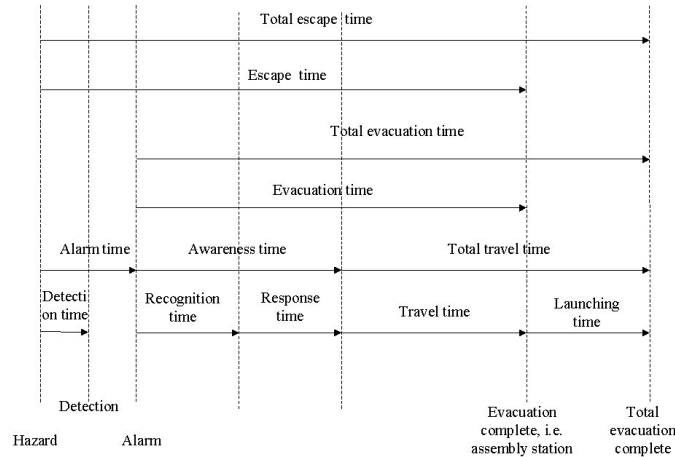 Total escape time
Escape time
Total evacuation time
Evacuation time
Alarm time
Awareness time
Total travel time
Detecti
on time
Recognition
time
Response
time
Travel time
Launching
time
Detection
Hazard
Alarm
Evacuation
complete, i.e.
assembly station
Total
evacuation
complete